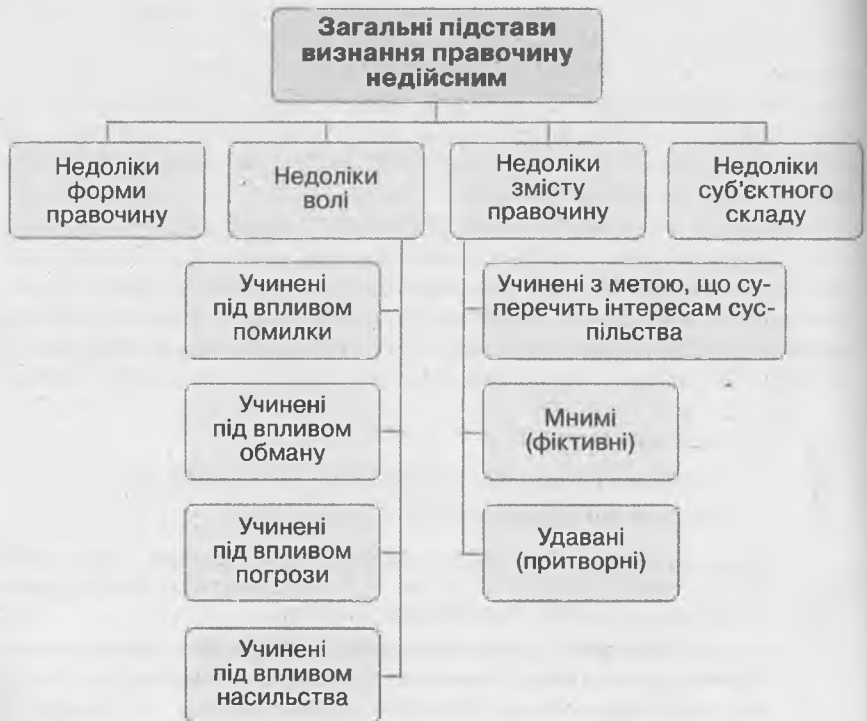 Загальні підстави
визнання правочину
недійсним
Недоліки
форми
правочину
Недоліки
волі
Недоліки
змісту
правочину
Недоліки
суб'єктного
складу
Учинені
під впливом
помилки
Учинені
під впливом
обману
Учинені
під впливом
погрози
Учинені
під впливом
насильства
Учинені з метою, що су-
перечить інтересам сус-
пільства
Мнимі
(фіктивні)
Удавані
(притворні)